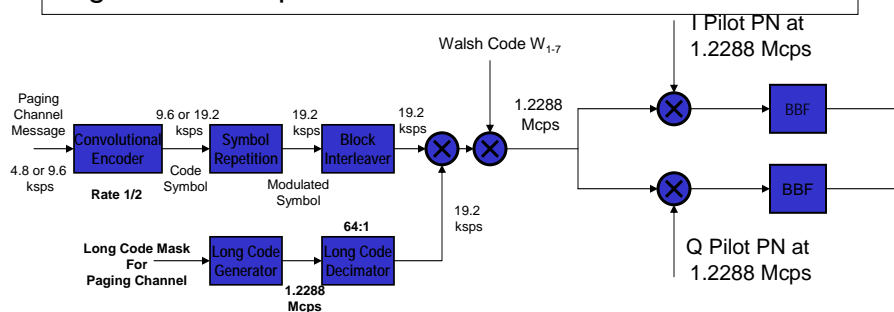 I Pilot PN at
1.2288 Mcps
Walsh Code W1-7
Paging
Channel
Message
9.6 or 19.2
ksps
19.2
ksps
19.2
ksps
1.2288
Mcps
BBF
Convolutional
Encoder
Symbol
Repetition
Block
Interleaver
4.8 or 9.6
ksps
Rate 1/2
Code
Symbol
Modulated
Symbol
BBF
19.2
ksps
64:1
Long Code Mask
For
Paging Channel
Long Code
Generator
Long Code
Decimator
1.2288
Mcps
Q Pilot PN at
1.2288 Mcps